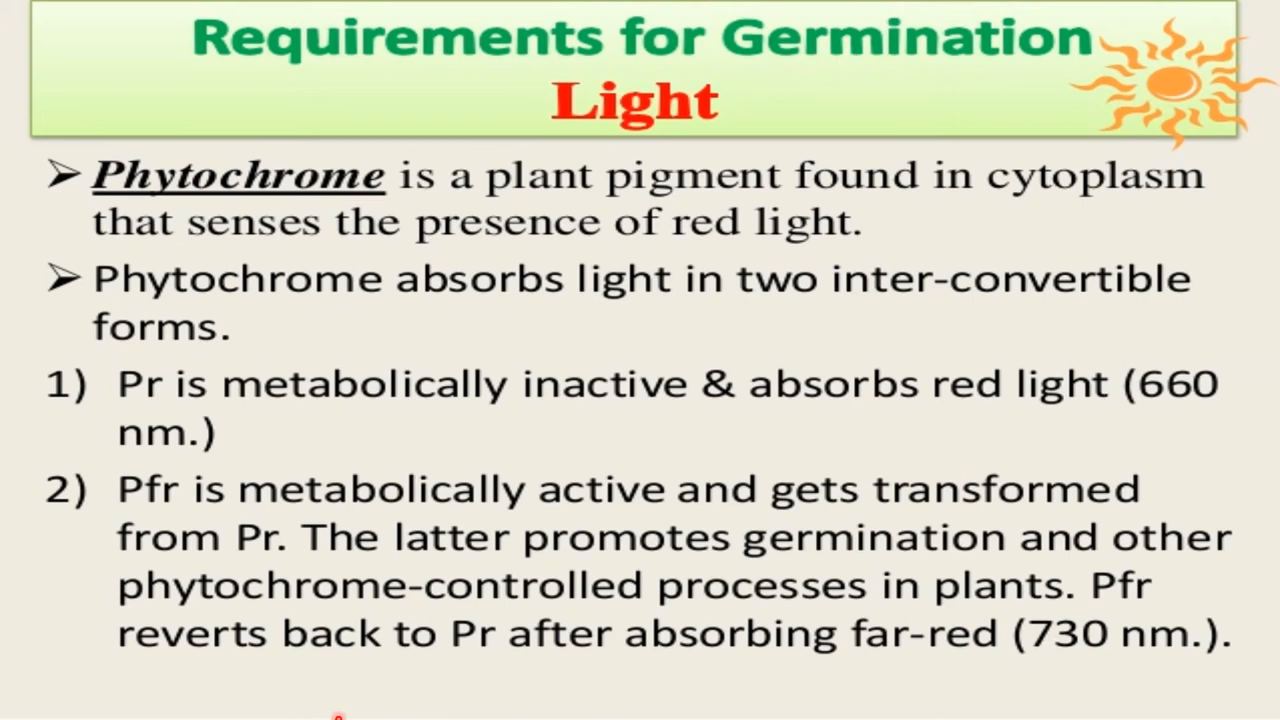 Requirements for Germination
Light
➢ Phytochrome is a plant pigment found in cytoplasm
that senses the presence of red light.
➢ Phytochrome absorbs light in two inter-convertible
forms.
1) Pr is metabolically inactive & absorbs red light (660
nm.)
2) Pfr is metabolically active and gets transformed
from Pr. The latter promotes germination and other
phytochrome-controlled processes in plants. Pfr
reverts back to Pr after absorbing far-red (730 nm.).